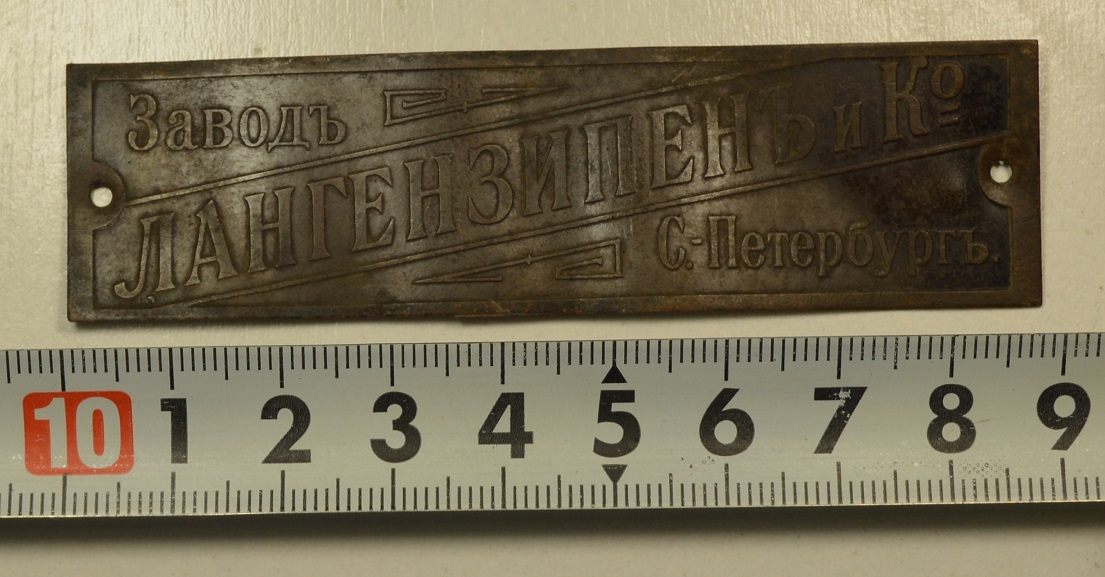 Заводъ
ЛАНГЕНЗИПЕНЪ и Ко
С.-Петербургъ.
10 1 2 3 4 5 6 7 8 9